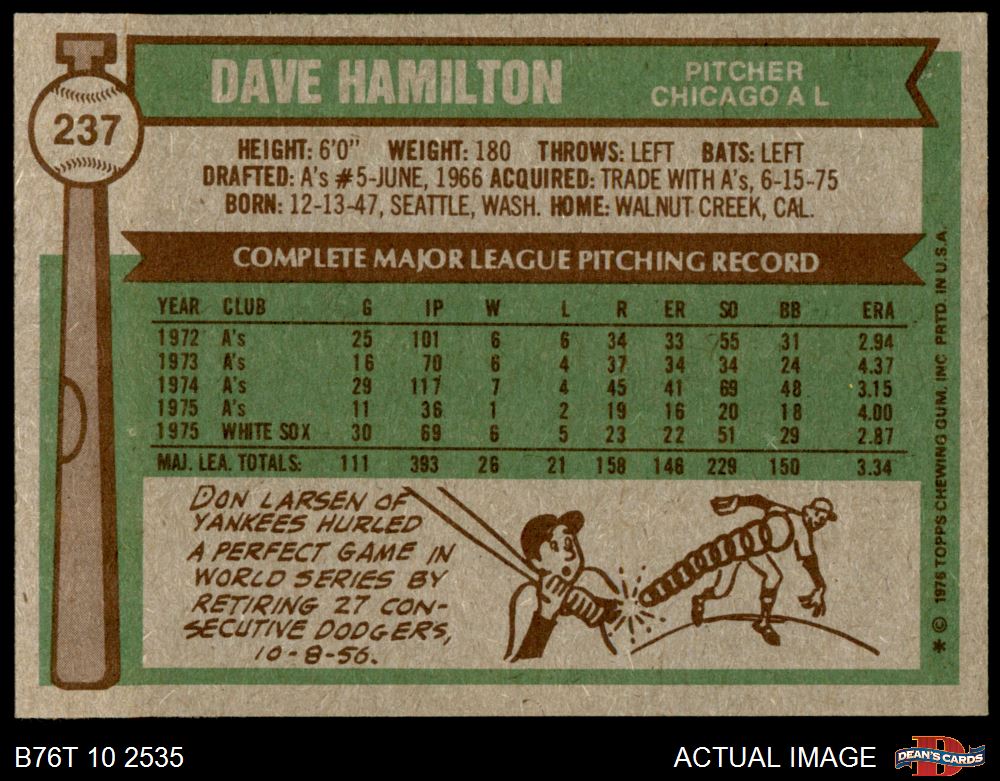 237
DAVE HAMILTON
PITCHER
CHICAGO A L
HEIGHT: 6'0" WEIGHT: 180 THROWS: LEFT BATS: LEFT
DRAFTED: A's #5-JUNE, 1966 ACQUIRED: TRADE WITH A's, 6-15-75
BORN: 12-13-47, SEATTLE, WASH. HOME: WALNUT CREEK, CAL.
COMPLETE MAJOR LEAGUE PITCHING RECORD
YEAR CLUB G IP W L R ER SO BB ERA
1972 A's 25 101 6 6 34 33 55 31 2.94
1973 A's 16 70 6 4 37 34 34 24 4.37
1974 A's 29 117 7 4 45 41 69 48 3.15
1975 A's 11 36 1 2 19 16 20 18 4.00
1975 WHITE SOX 30 69 6 5 23 22 51 29 2.87
MAJ. LEA. TOTALS: 111 393 26 21 158 146 229 150 3.34
DON LARSEN OF
YANKEES HURLED
A PERFECT GAME IN
WORLD SERIES BY
RETIRING 27 CON-
SECUTIVE DODGERS,
10-8-56.
* © 1976 TOPPS CHEWING GUM, INC. PRTD. IN U.S.A.
B76T 10 2535
ACTUAL IMAGE
D
DEAN'S CARDS